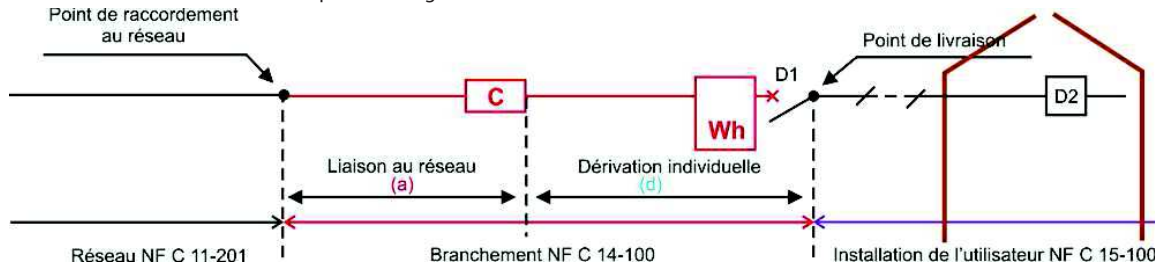 Point de raccordement
au réseau
Point de livraison
D1
C
Wh
D2
Liaison au réseau
(a)
Dérivation individuelle
(d)
Réseau NF C 11-201
Branchement NF C 14-100
Installation de l'utilisateur NF C 15-100